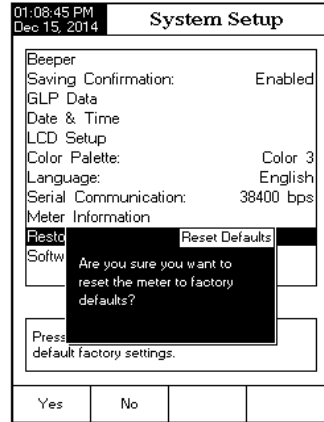 01:08:45 PM
Dec 15, 2014
System Setup
Beeper
Saving Confirmation: Enabled
GLP Data
Date & Time
LCD Setup
Color Palette: Color 3
Language: English
Serial Communication: 38400 bps
Meter Information
Resto
Reset Defaults
Softw
Are you sure you want to
reset the meter to factory
defaults?
Press
default factory settings.
Yes No